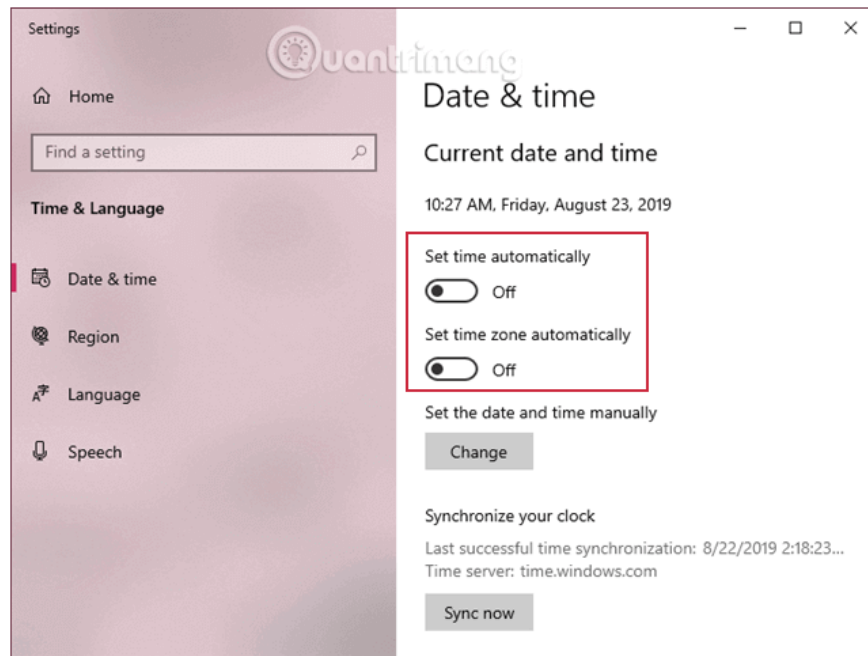 Settings
Quantrimang
Home
Find a setting
Time & Language
Date & time
Region
Language
Speech
Date & time
Current date and time
10:27 AM, Friday, August 23, 2019
Set time automatically
Off
Set time zone automatically
Off
Set the date and time manually
Change
Synchronize your clock
Last successful time synchronization: 8/22/2019 2:18:23...
Time server: time.windows.com
Sync now